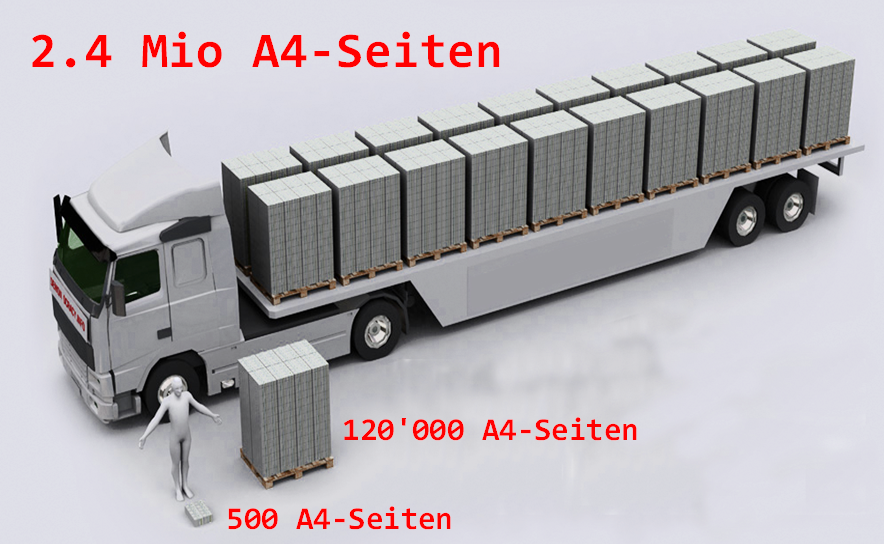 2.4 Mio A4-Seiten
120'000 A4-Seiten
500 A4-Seiten